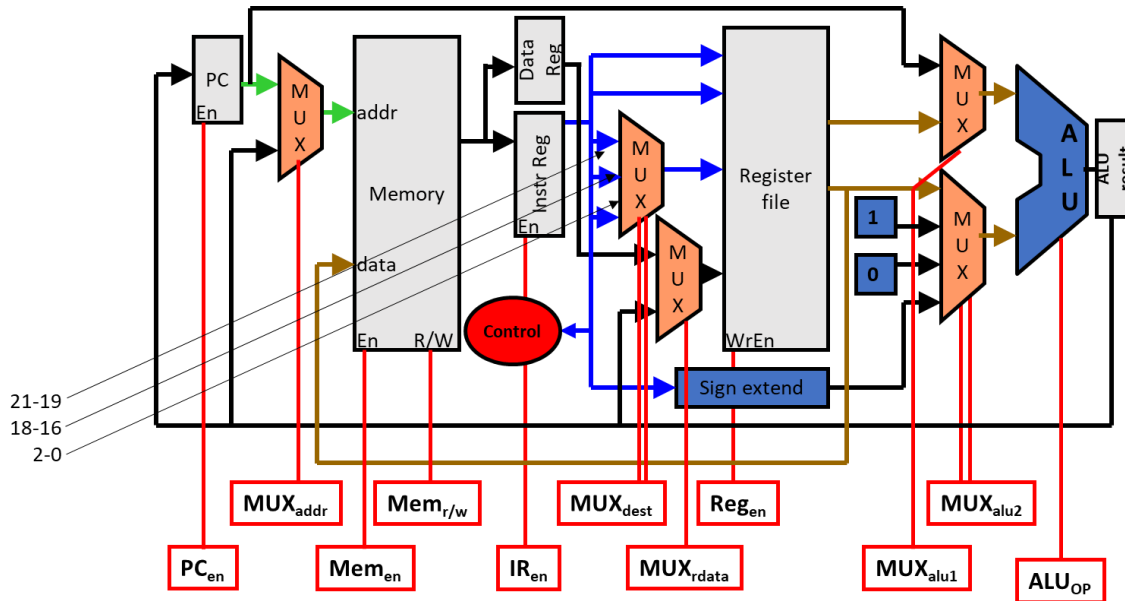 PC
En
M
U
X
addr
Memory
data
En
R/W
Data
Reg
Instr Reg
En
M
U
X
M
U
X
Control
Register
file
WrEn
Sign extend
1
0
M
U
X
M
U
X
A
L
U
ALU
result
21-19
18-16
2-0
MUXaddr
Memr/w
MUXdest
Regen
MUXalu2
PCen
Memen
IRen
MUXrdata
MUXalu1
ALUOP